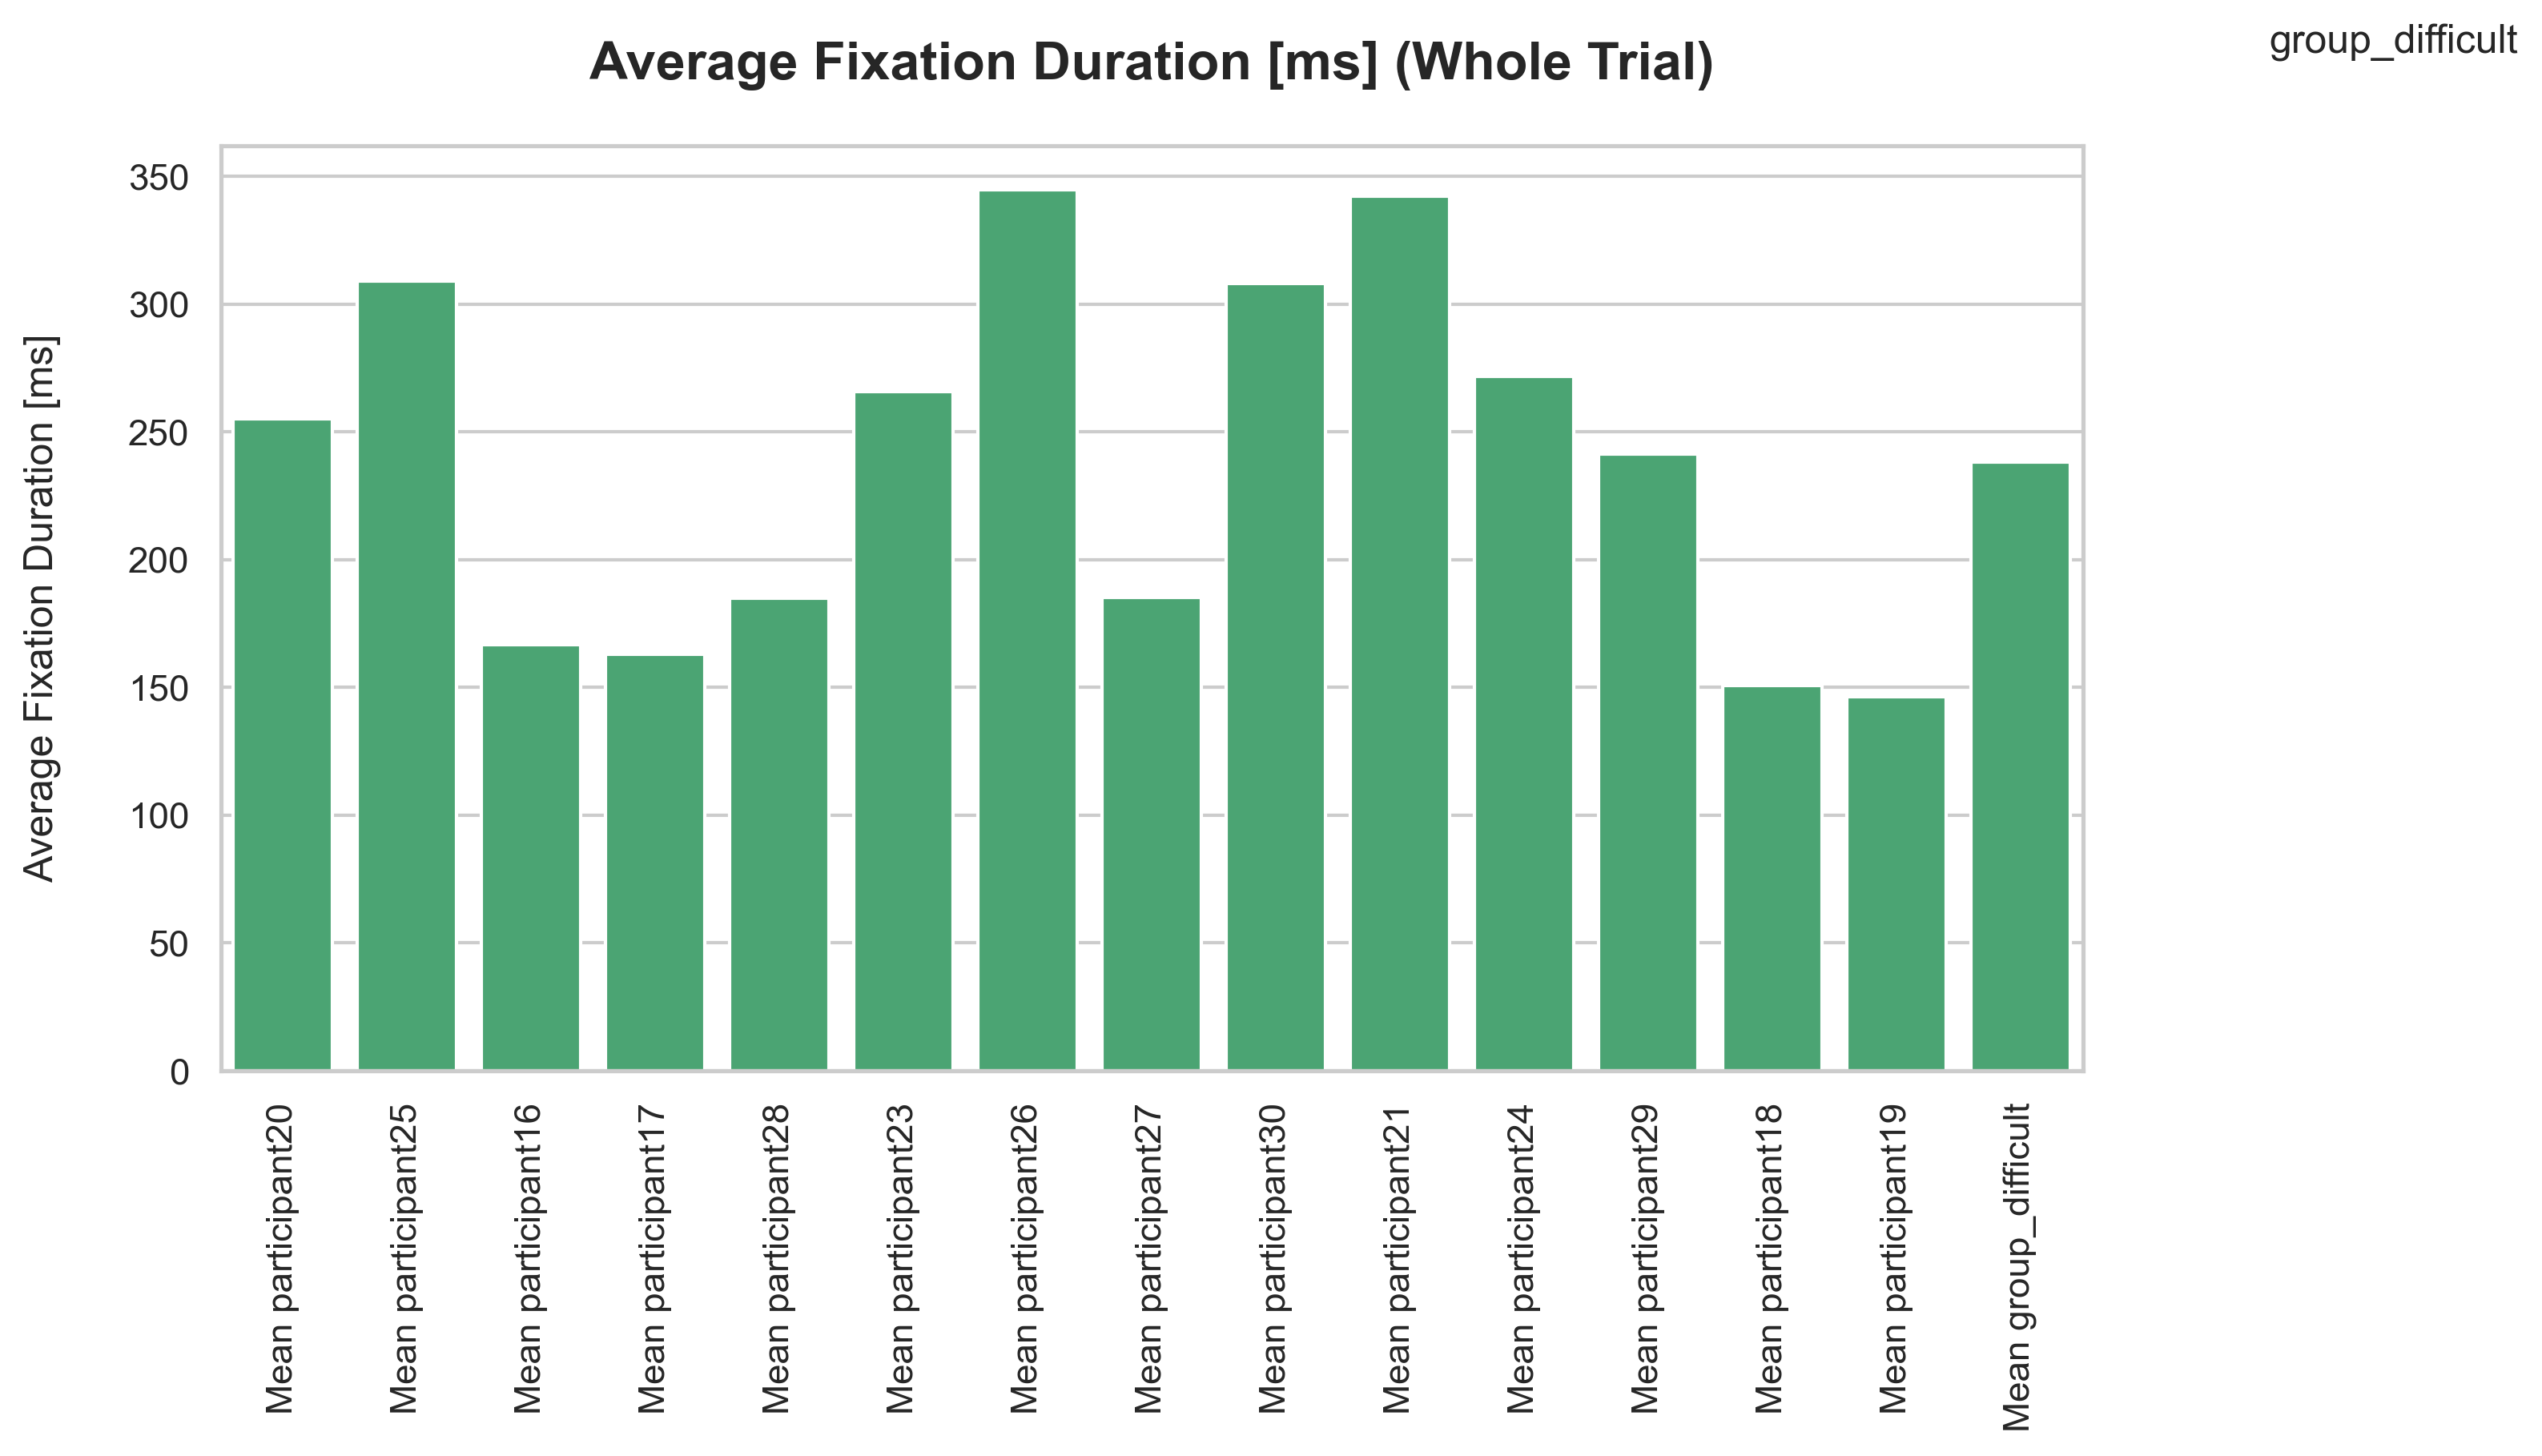 group_difficult
Average Fixation Duration [ms] (Whole Trial)
Average Fixation Duration [ms]
350
300
250
200
150
100
50
0
Mean participant20
Mean participant25
Mean participant16
Mean participant17
Mean participant28
Mean participant23
Mean participant26
Mean participant27
Mean participant30
Mean participant21
Mean participant24
Mean participant29
Mean participant18
Mean participant19
Mean group_difficult